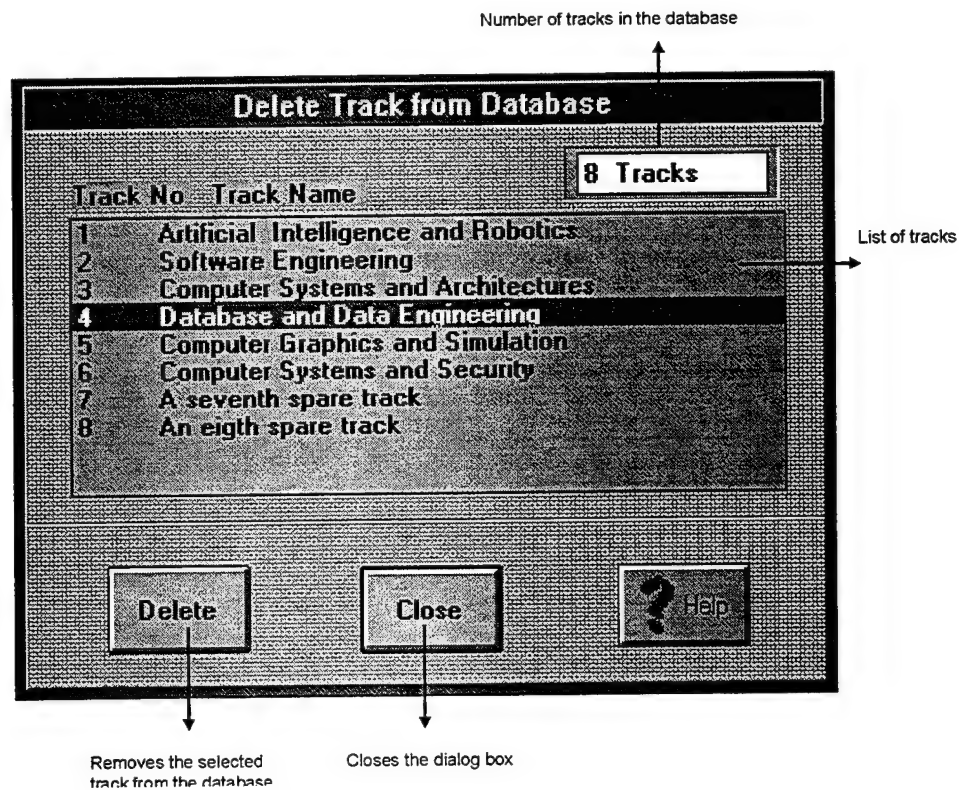 Number of tracks in the database
Delete Track from Database
8 Tracks
Track No Track Name
1 Artificial Intelligence and Robotics
2 Software Engineering
3 Computer Systems and Architectures
4 Database and Data Engineering
5 Computer Graphics and Simulation
6 Computer Systems and Security
7 A seventh spare track
8 An eigth spare track
List of tracks
Delete
Close
? Help
Removes the selected
track from the database
Closes the dialog box